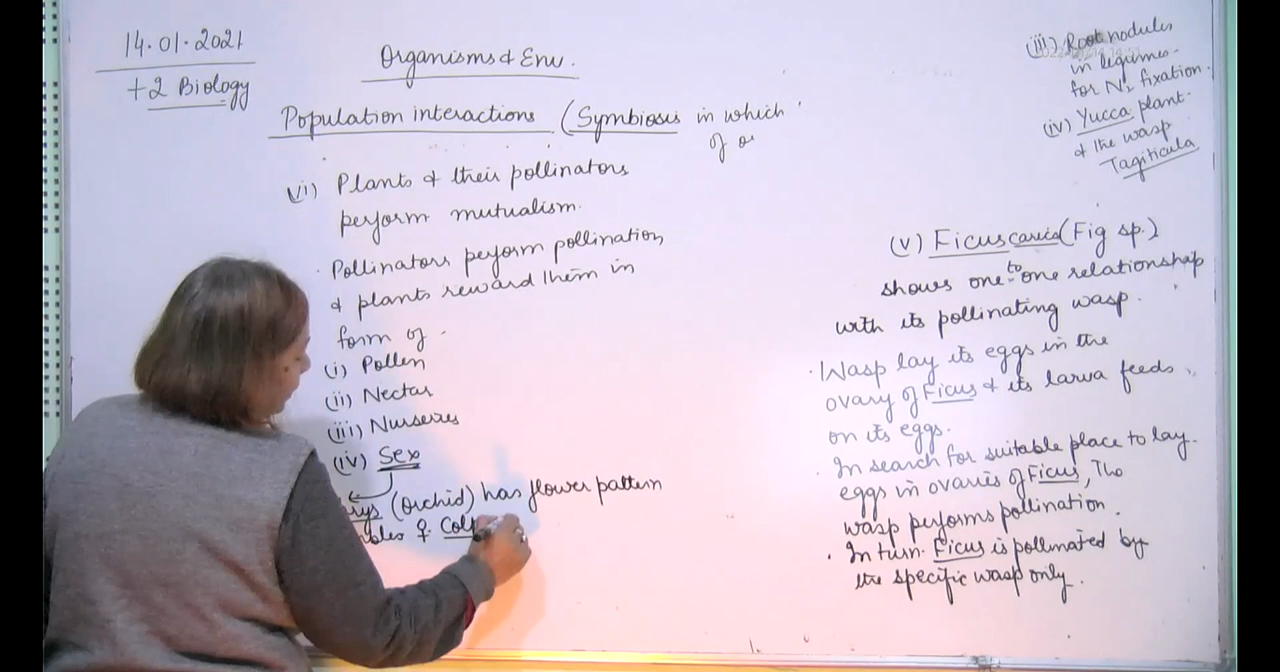 14.01.2021
+2 Biology
Organisms & Env.
Population interactions (Symbiosis in which
of
(vi) Plants & their pollinators
perform mutualism.
. Pollinators perform pollination
& plants reward them in
form of -
(i) Pollen
(ii) Nectar
(iii) Nurseries
(iv) Sex
(orchid) has flower pattern
♀ Colp
(iii) Root nodules
in legumes -
for N₂ fixation.
(iv) Yucca plant
& the wasp
Tagiticula
(v) Ficus carica (Fig sp.)
shows one to one relationship
with its pollinating wasp.
. Wasp lay its eggs in the
ovary of Ficus & its larva feeds
on its eggs.
. In search for suitable place to lay
eggs in ovaries of Ficus, The
wasp performs pollination.
. In turn Ficus is pollinated by
the specific wasp only.